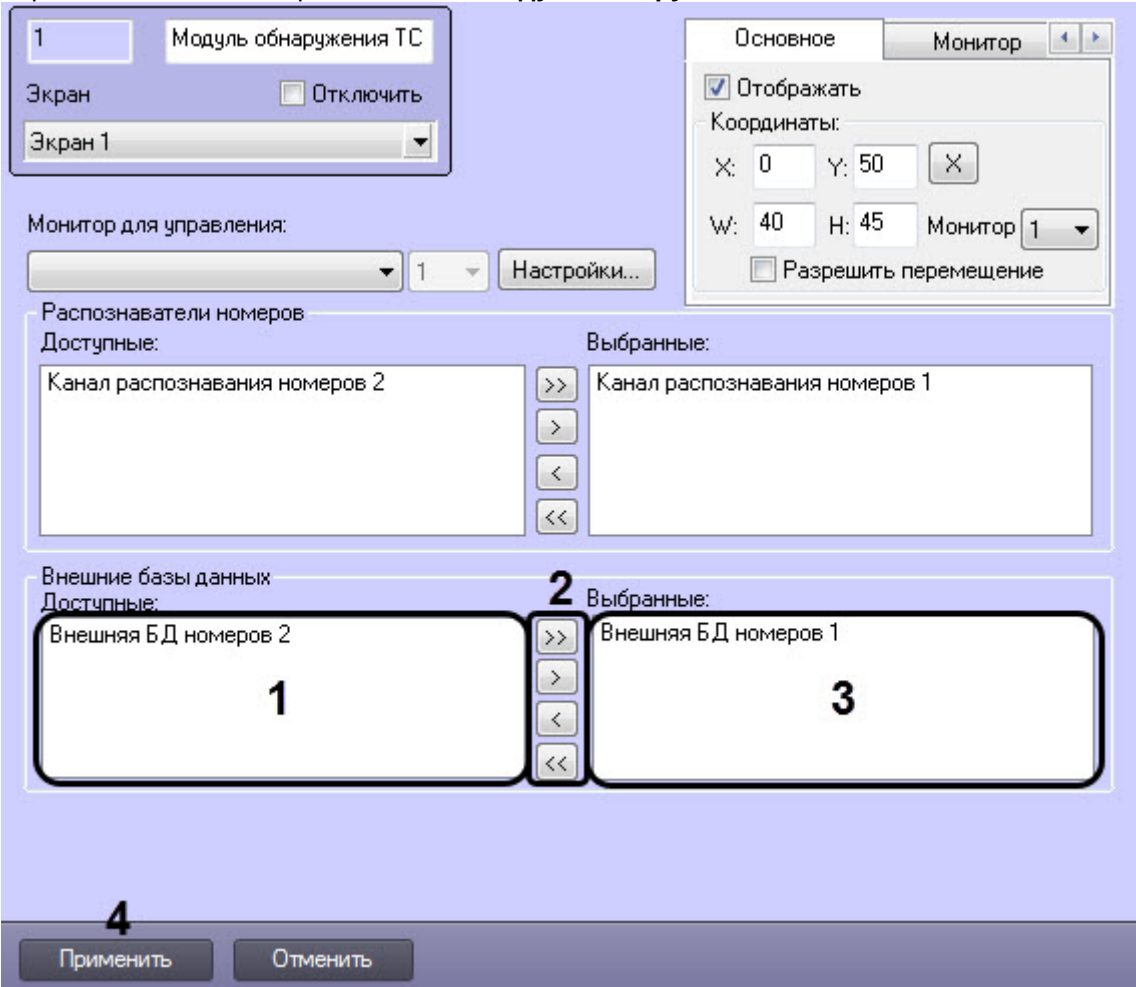 1
Модуль обнаружения ТС
Экран
Отключить
Экран 1
Основное
Монитор
Отображать
Координаты:
X: 0 Y: 50 X
W: 40 H: 45 Монитор 1
Разрешить перемещение
Монитор для управления:
1
Настройки...
Распознаватели номеров
Доступные:
Выбранные:
Канал распознавания номеров 2
>>
Канал распознавания номеров 1
>
<
<<
Внешние базы данных
Доступные:
2
Выбранные:
Внешняя БД номеров 2
>>
Внешняя БД номеров 1
1
>
3
<
<<
4
Применить
Отменить